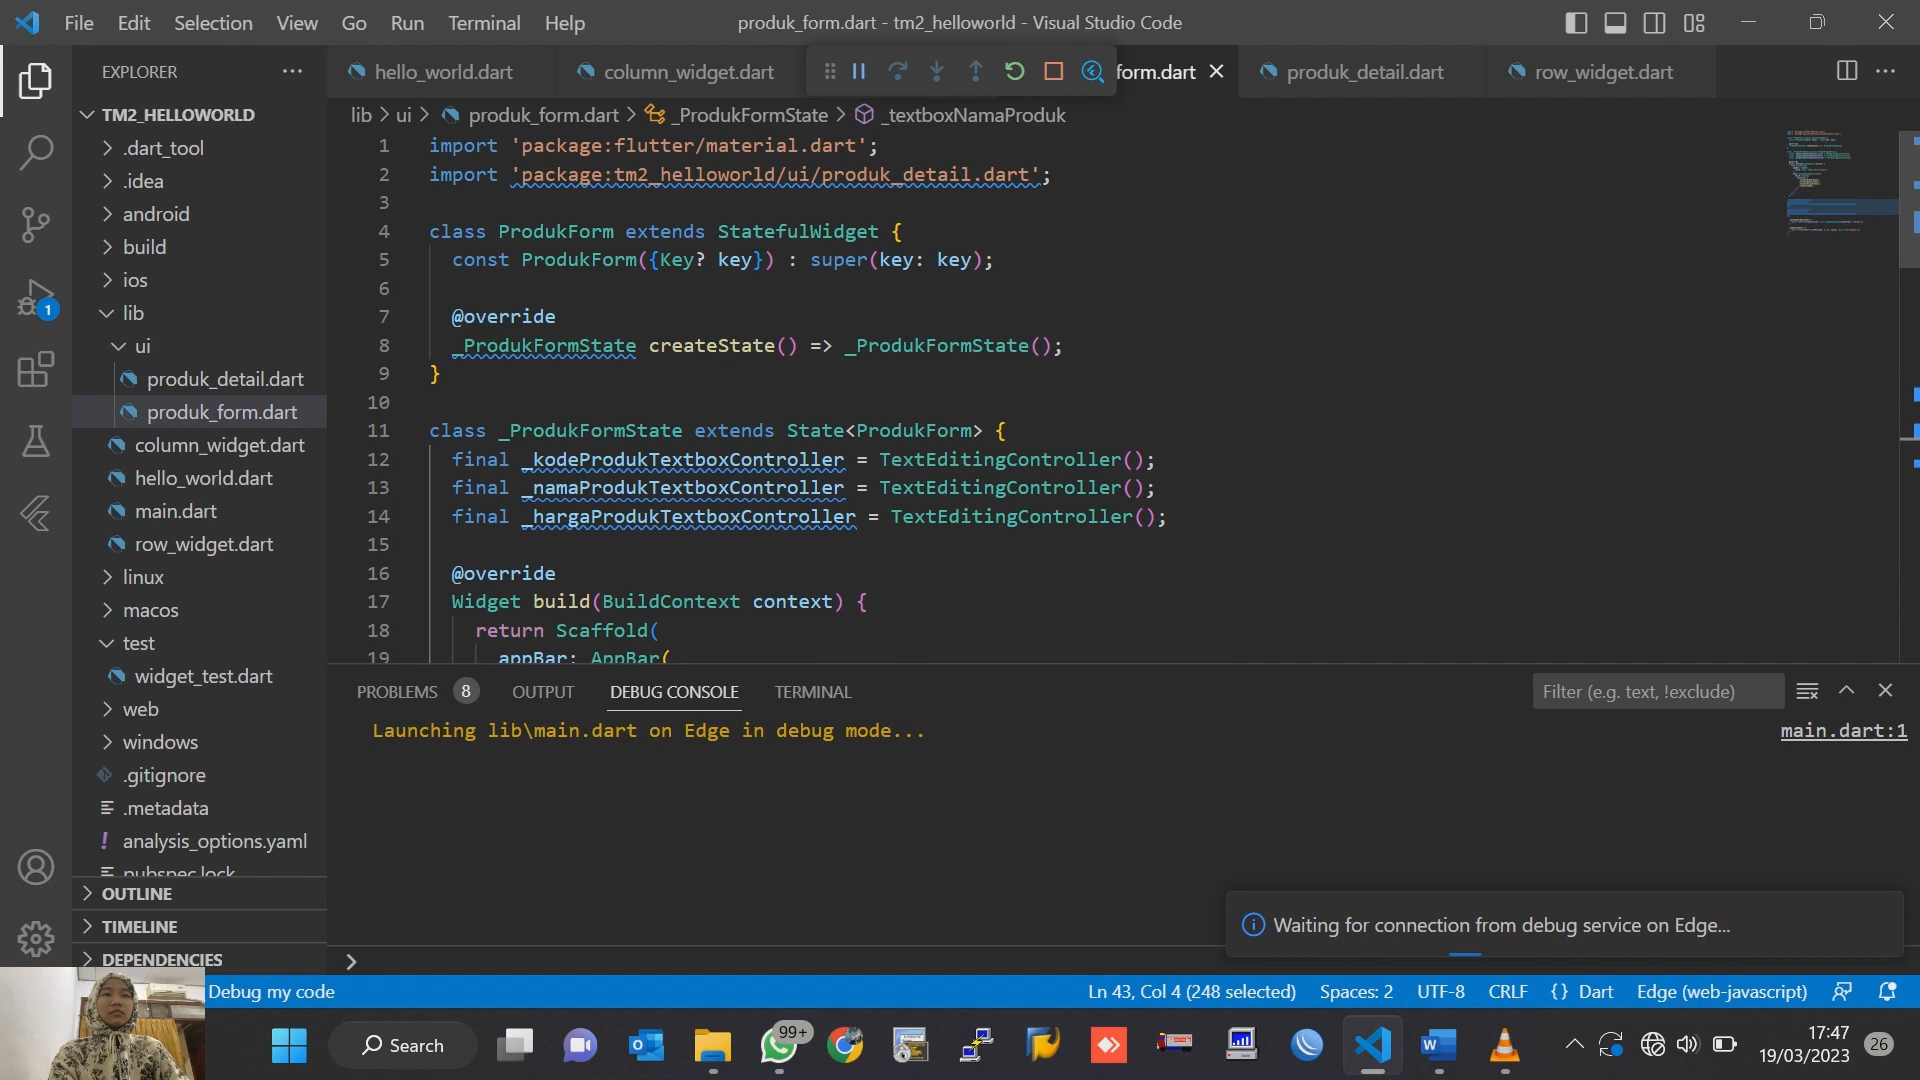 File Edit Selection View Go Run Terminal Help
produk_form.dart - tm2_helloworld - Visual Studio Code
EXPLORER
hello_world.dart
column_widget.dart
form.dart
produk_detail.dart
row_widget.dart
TM2_HELLOWORLD
.dart_tool
.idea
android
build
ios
lib
ui
produk_detail.dart
produk_form.dart
column_widget.dart
hello_world.dart
main.dart
row_widget.dart
linux
macos
test
widget_test.dart
web
windows
.gitignore
.metadata
analysis_options.yaml
pubspec.lock
OUTLINE
TIMELINE
DEPENDENCIES
1
lib > ui > produk_form.dart > _ProdukFormState > _textboxNamaProduk
1 import 'package:flutter/material.dart';
2 import 'package:tm2_helloworld/ui/produk_detail.dart';
3
4 class ProdukForm extends StatefulWidget {
5 const ProdukForm({Key? key}) : super(key: key);
6
7 @override
8 _ProdukFormState createState() => _ProdukFormState();
9 }
10
11 class _ProdukFormState extends State<ProdukForm> {
12 final _kodeProdukTextboxController = TextEditingController();
13 final _namaProdukTextboxController = TextEditingController();
14 final _hargaProdukTextboxController = TextEditingController();
15
16 @override
17 Widget build(BuildContext context) {
18 return Scaffold(
19 appBar: AppBar(
PROBLEMS 8 OUTPUT DEBUG CONSOLE TERMINAL
Filter (e.g. text, !exclude)
Launching lib\main.dart on Edge in debug mode...
main.dart:1
Waiting for connection from debug service on Edge...
>
Debug my code
Ln 43, Col 4 (248 selected) Spaces: 2 UTF-8 CRLF {} Dart Edge (web-javascript)
Search
99+
17:47
19/03/2023
26